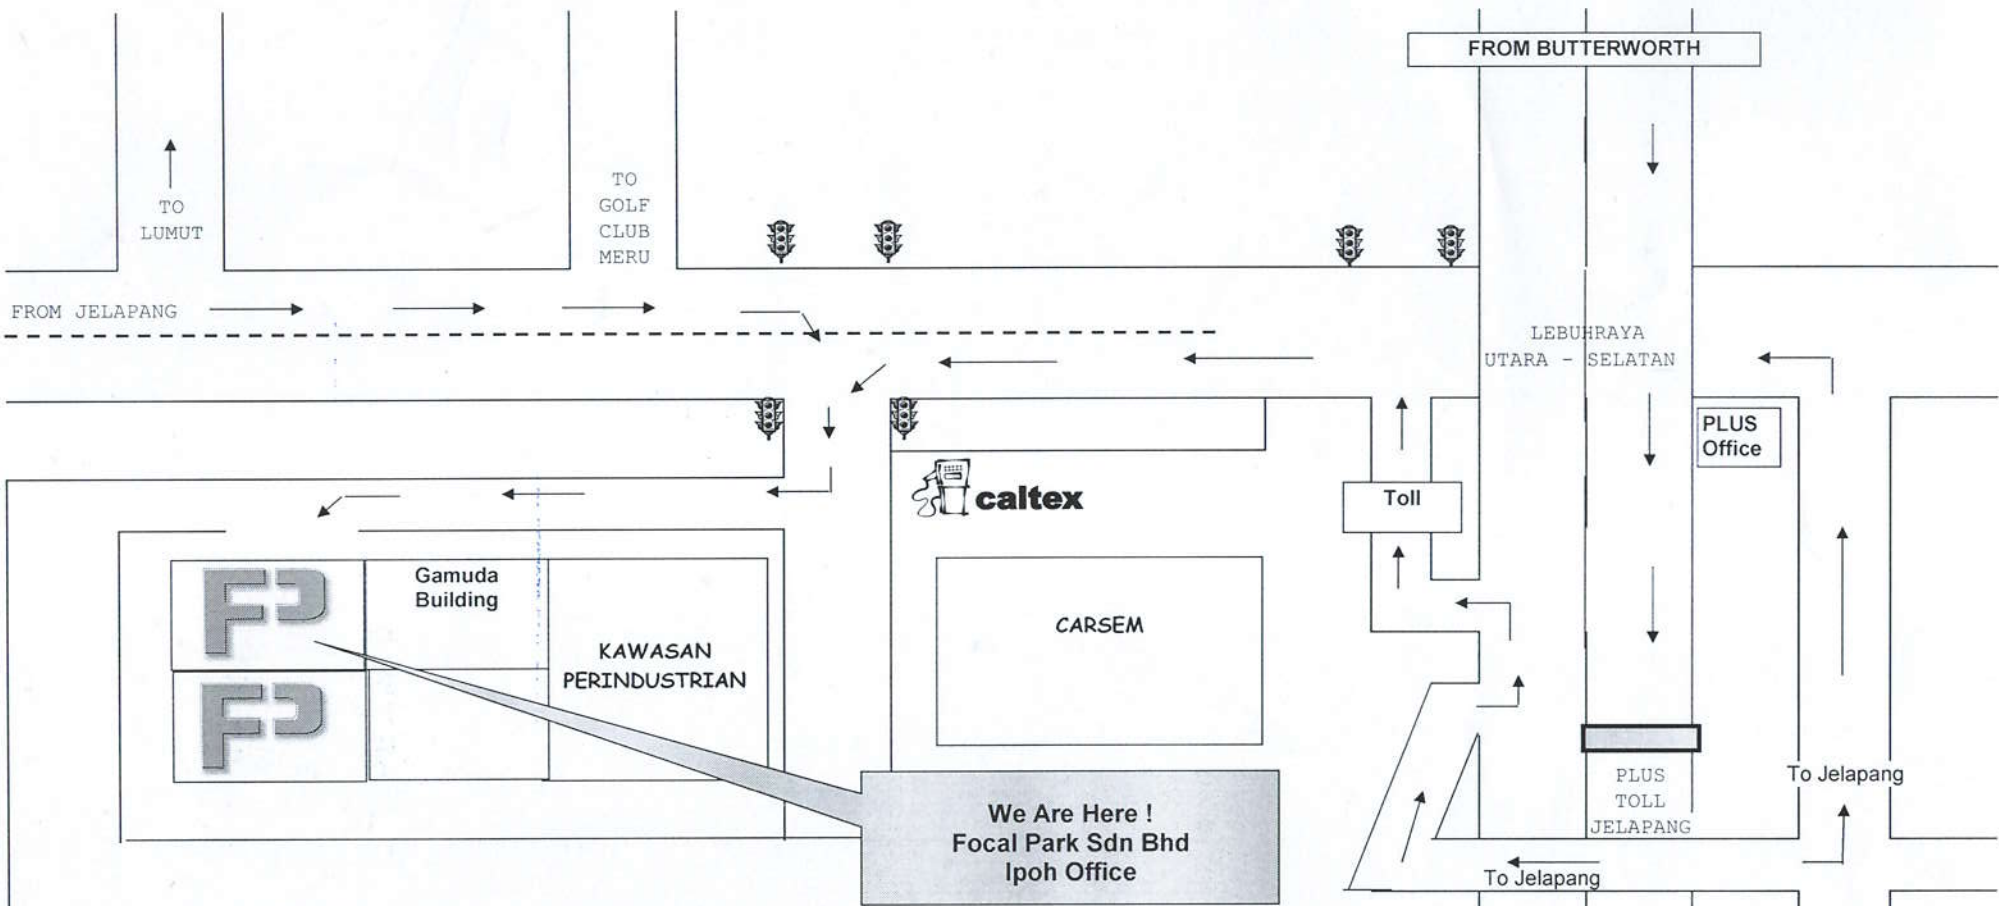 FROM BUTTERWORTH
TO
LUMUT
TO
GOLF
CLUB
MERU
FROM JELAPANG
LEBUHRAYA
UTARA - SELATAN
PLUS
Office
Toll
caltex
FP
Gamuda
Building
KAWASAN
PERINDUSTRIAN
CARSEM
FP
PLUS
TOLL
JELAPANG
To Jelapang
We Are Here !
Focal Park Sdn Bhd
Ipoh Office
To Jelapang